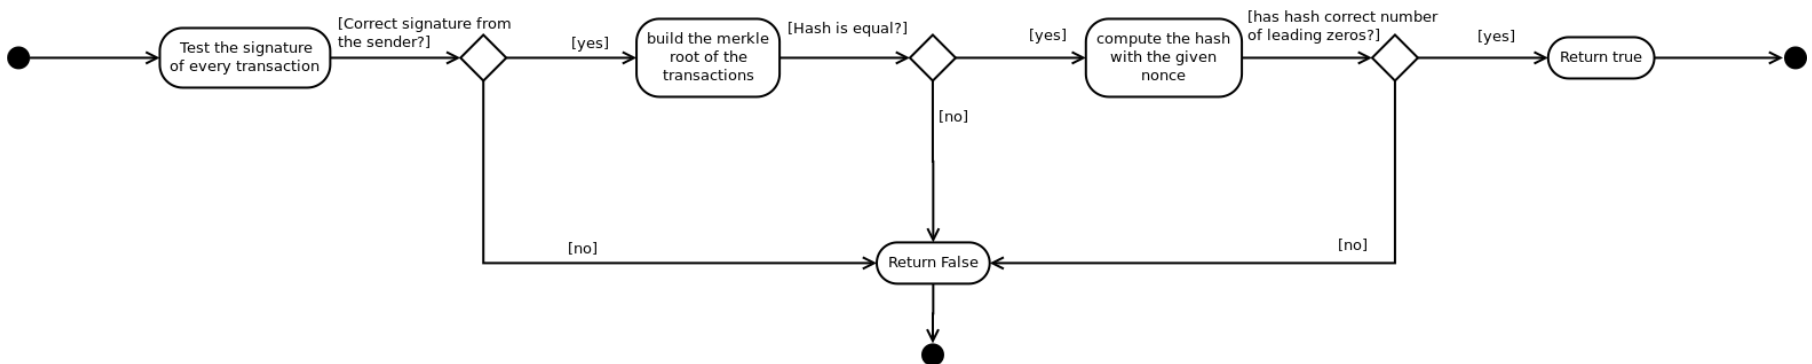 Test the signature
of every transaction
[Correct signature from
the sender?]
[yes]
build the merkle
root of the
transactions
[Hash is equal?]
[yes]
compute the hash
with the given
nonce
[has hash correct number
of leading zeros?]
[yes]
Return true
[no]
[no]
[no]
Return False